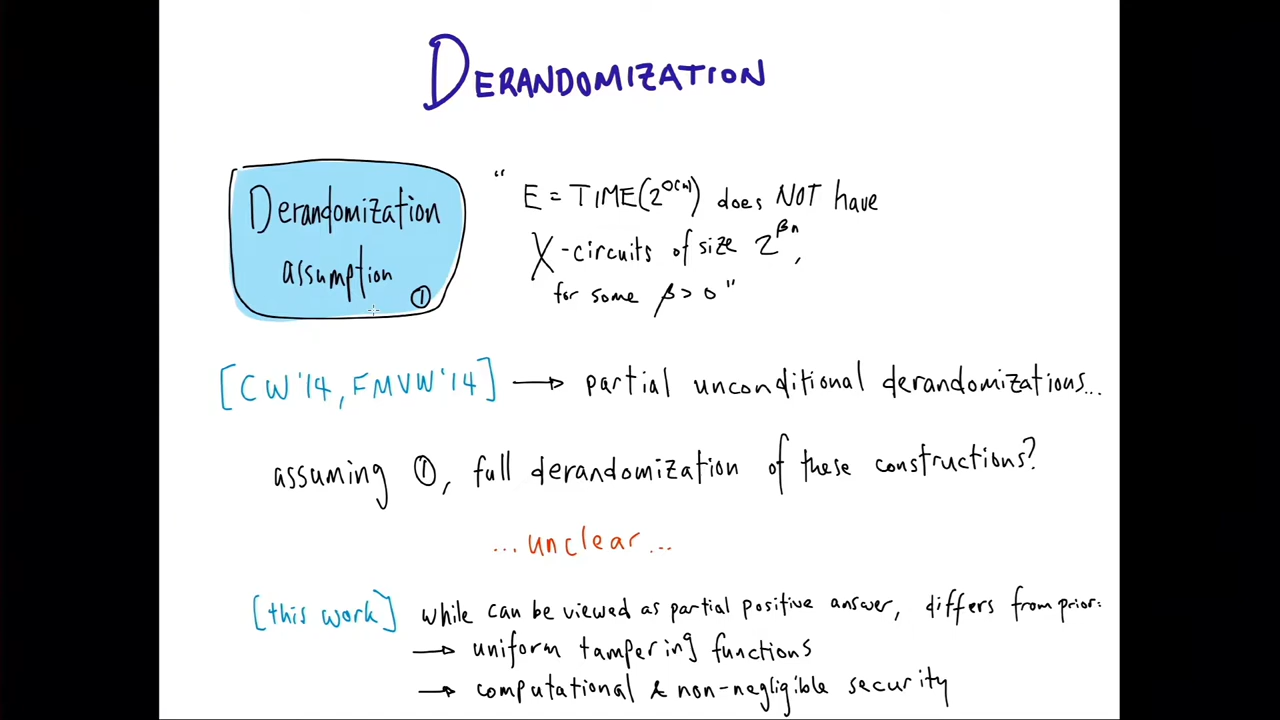 DERANDOMIZATION
Derandomization
assumption ①
" E = TIME(2^{O(n)}) does NOT have
X-circuits of size 2^{βn},
for some β > 0 "
[CW'14, FMVW'14] → partial unconditional derandomizations...
assuming ①, full derandomization of these constructions?
...unclear...
[this work] while can be viewed as partial positive answer, differs from prior:
→ uniform tampering functions
→ computational & non-negligible security